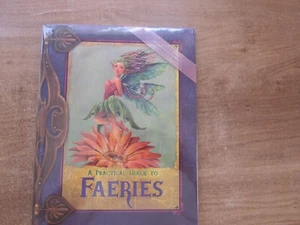 A PRACTICAL GUIDE TO
FAERIES